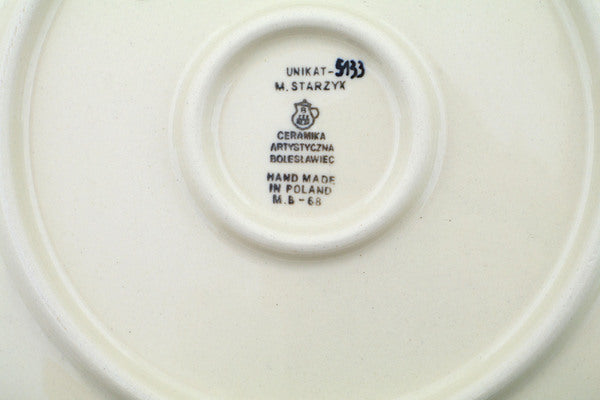 UNIKAT-5133
M. STARZYK
B
CERAMIKA
ARTYSTYCZNA
BOLESŁAWIEC
HAND MADE
IN POLAND
M.B - 68